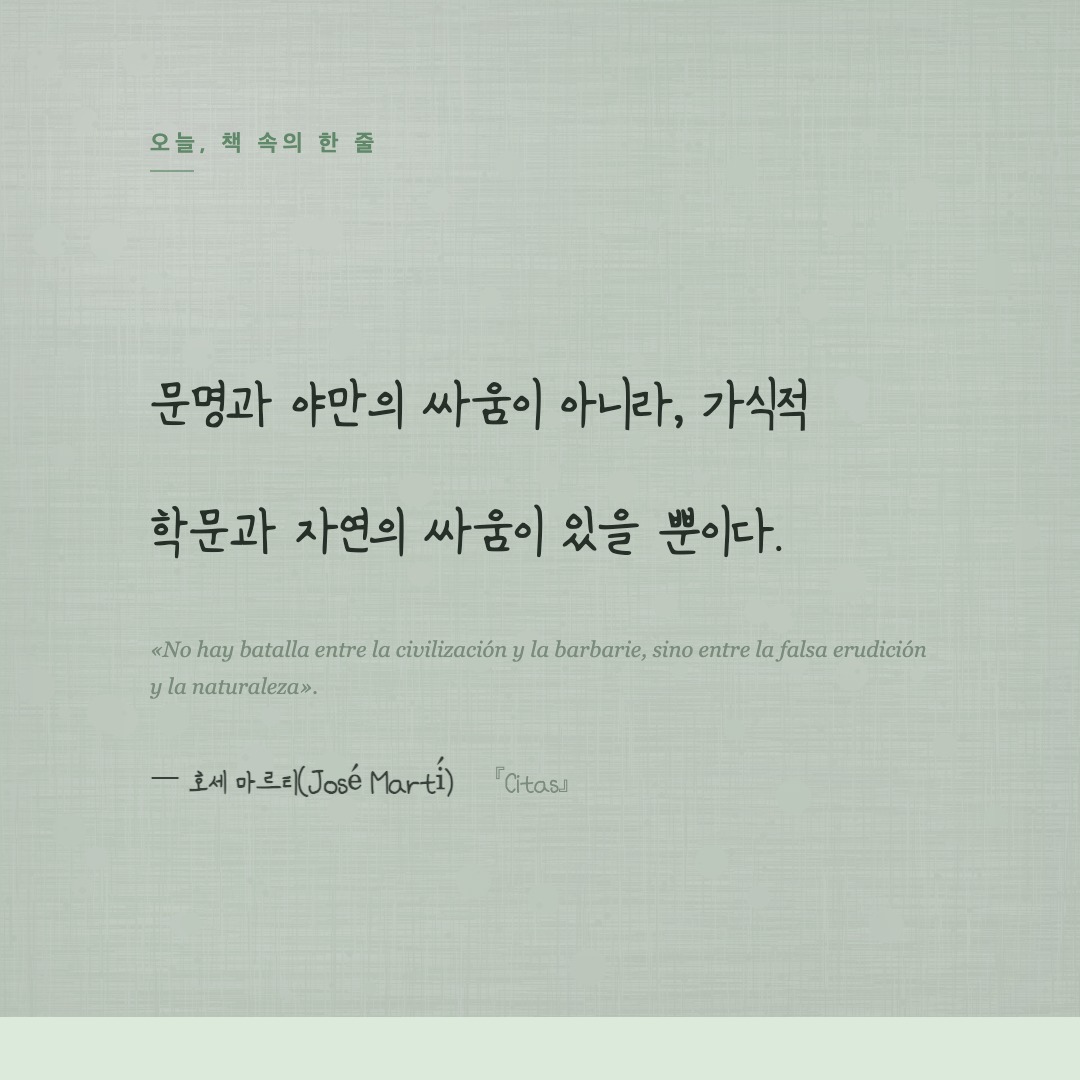 오늘, 책 속의 한 줄
문명과 야만의 싸움이 아니라, 가식적
학문과 자연의 싸움이 있을 뿐이다.
«No hay batalla entre la civilización y la barbarie, sino entre la falsa erudición
y la naturaleza».
— 호세 마르티(José Martí) 『Citas』